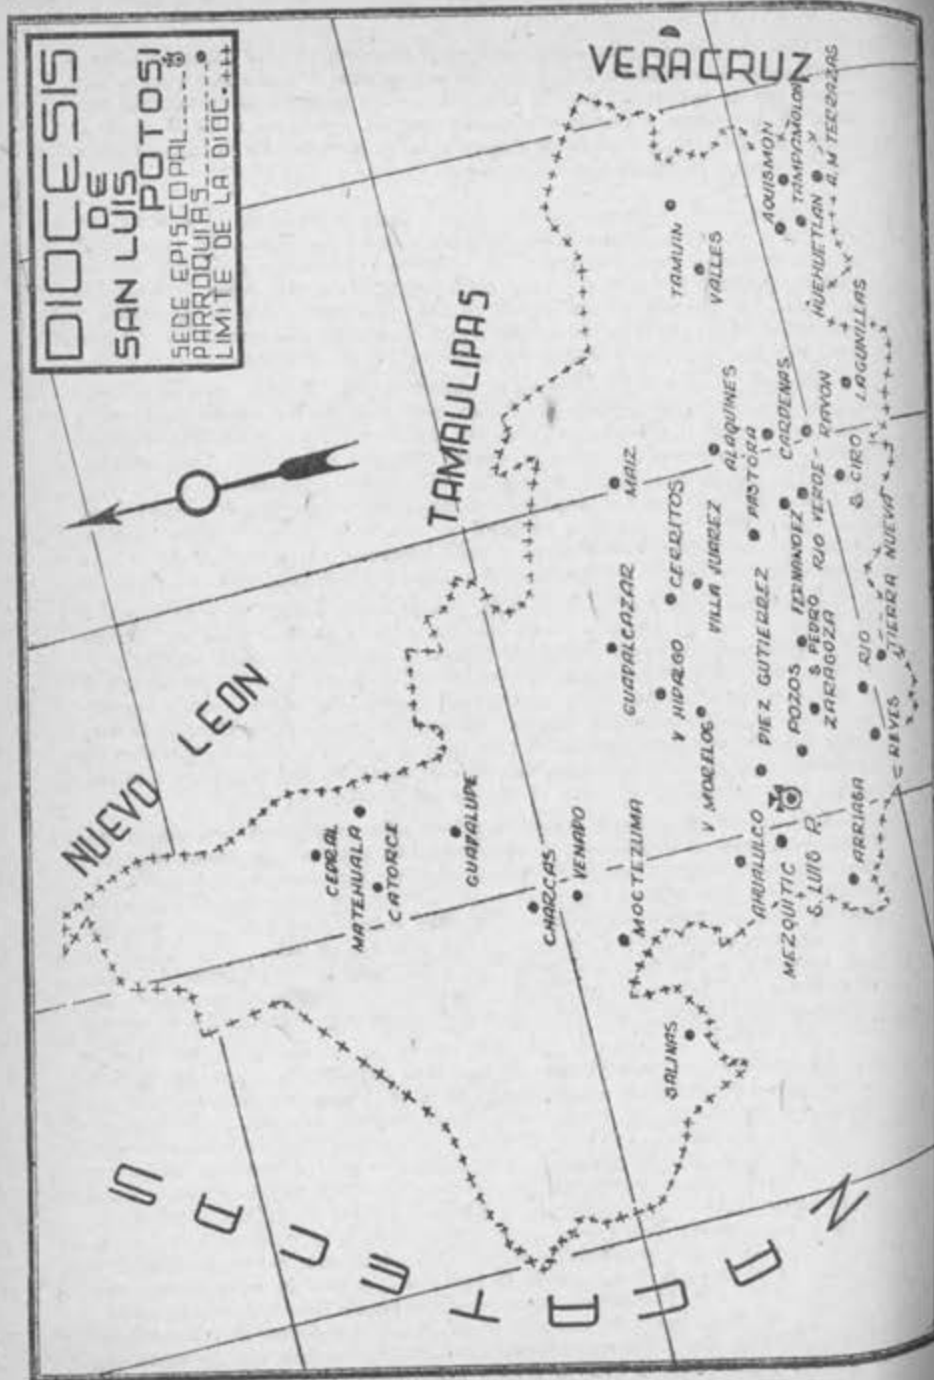 DIOCESIS
DE
SAN LUIS
POTOSI
SEDE EPISCOPAL
PARROQUIAS
LIMITE DE LA DIOC.
NUEVO LEON
TAMAULIPAS
VERACRUZ
ZACATECAS
CEDRAL
MATEHUALA
CATORCE
GUADALUPE
CHARCAS
VENADO
MOCTEZUMA
SALINAS
GUADALCAZAR
MAIZ
V HIDALGO
CERRITOS
V MORELOS
VILLA JUAREZ
ALAQUINES
TAMUIN
VALLES
AHUALULCO
DIEZ GUTIERREZ
PASTORA
CARDENAS
MEZQUITIC
S. LUIS P.
POZOS
FERNANDEZ
S PEDRO
ZARAGOZA
RIO VERDE
RAYON
AQUISMON
TAMPAMOLON
HUEHUETLAN
A. M TERRAZAS
LAGUNILLAS
S CIRO
ARRIAGA
REYES
RIO
TIERRA NUEVA